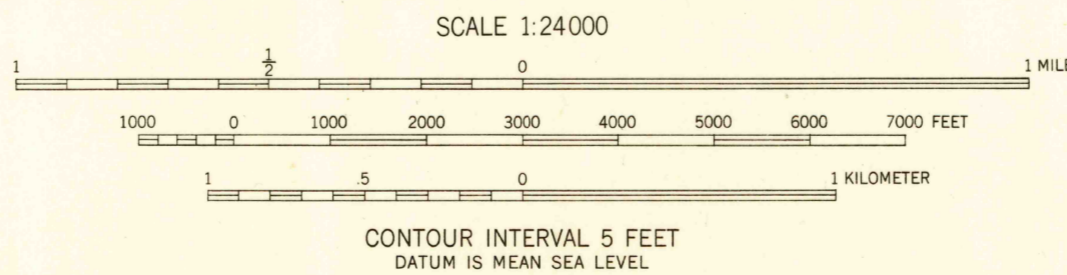 SCALE 1:24000
1 1/2 0 1 MILE
1000 0 1000 2000 3000 4000 5000 6000 7000 FEET
1 .5 0 1 KILOMETER
CONTOUR INTERVAL 5 FEET
DATUM IS MEAN SEA LEVEL